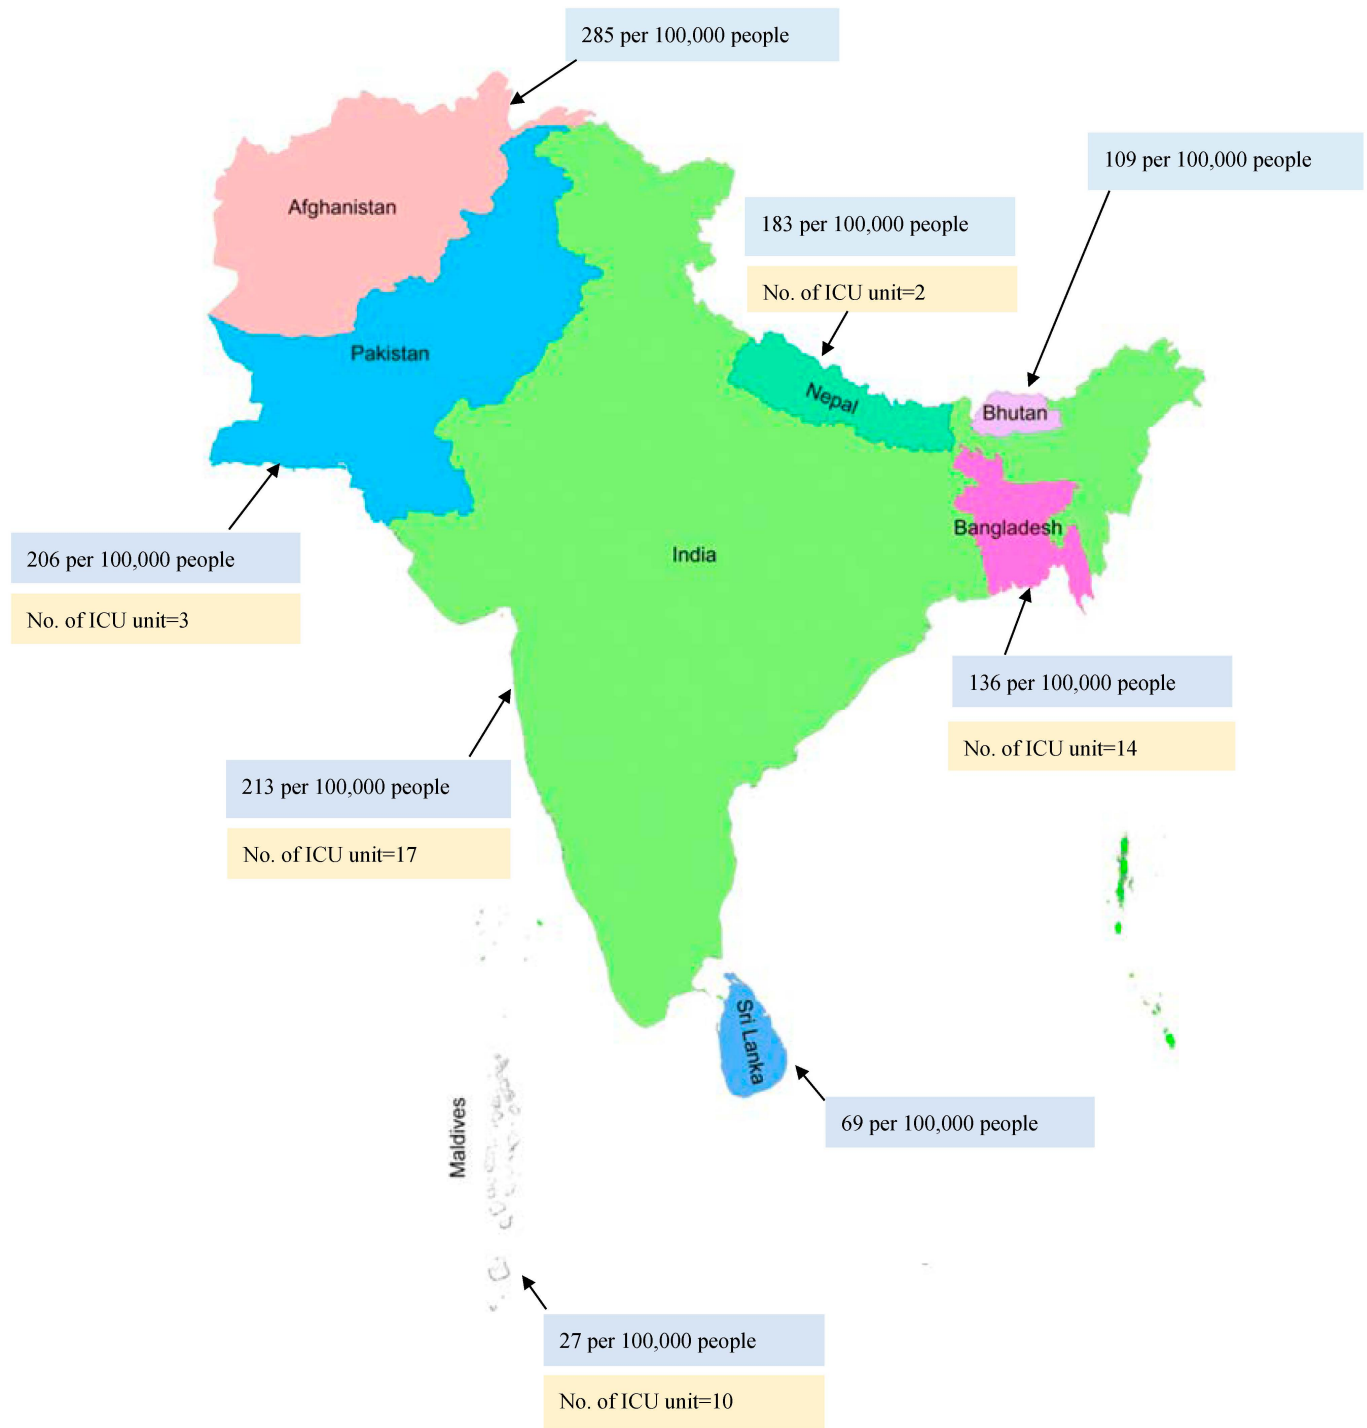 285 per 100,000 people
109 per 100,000 people
183 per 100,000 people
No. of ICU unit=2
Afghanistan
Pakistan
Nepal
Bhutan
Bangladesh
India
206 per 100,000 people
No. of ICU unit=3
136 per 100,000 people
No. of ICU unit=14
213 per 100,000 people
No. of ICU unit=17
Sri Lanka
Maldives
69 per 100,000 people
27 per 100,000 people
No. of ICU unit=10